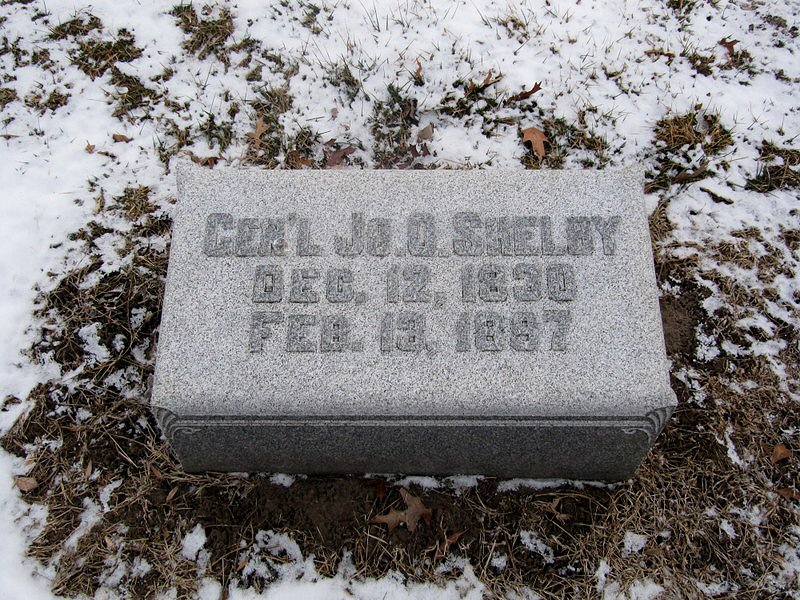 GEN'L JO. O. SHELBY
DEC. 12, 1830
FEB. 13, 1897